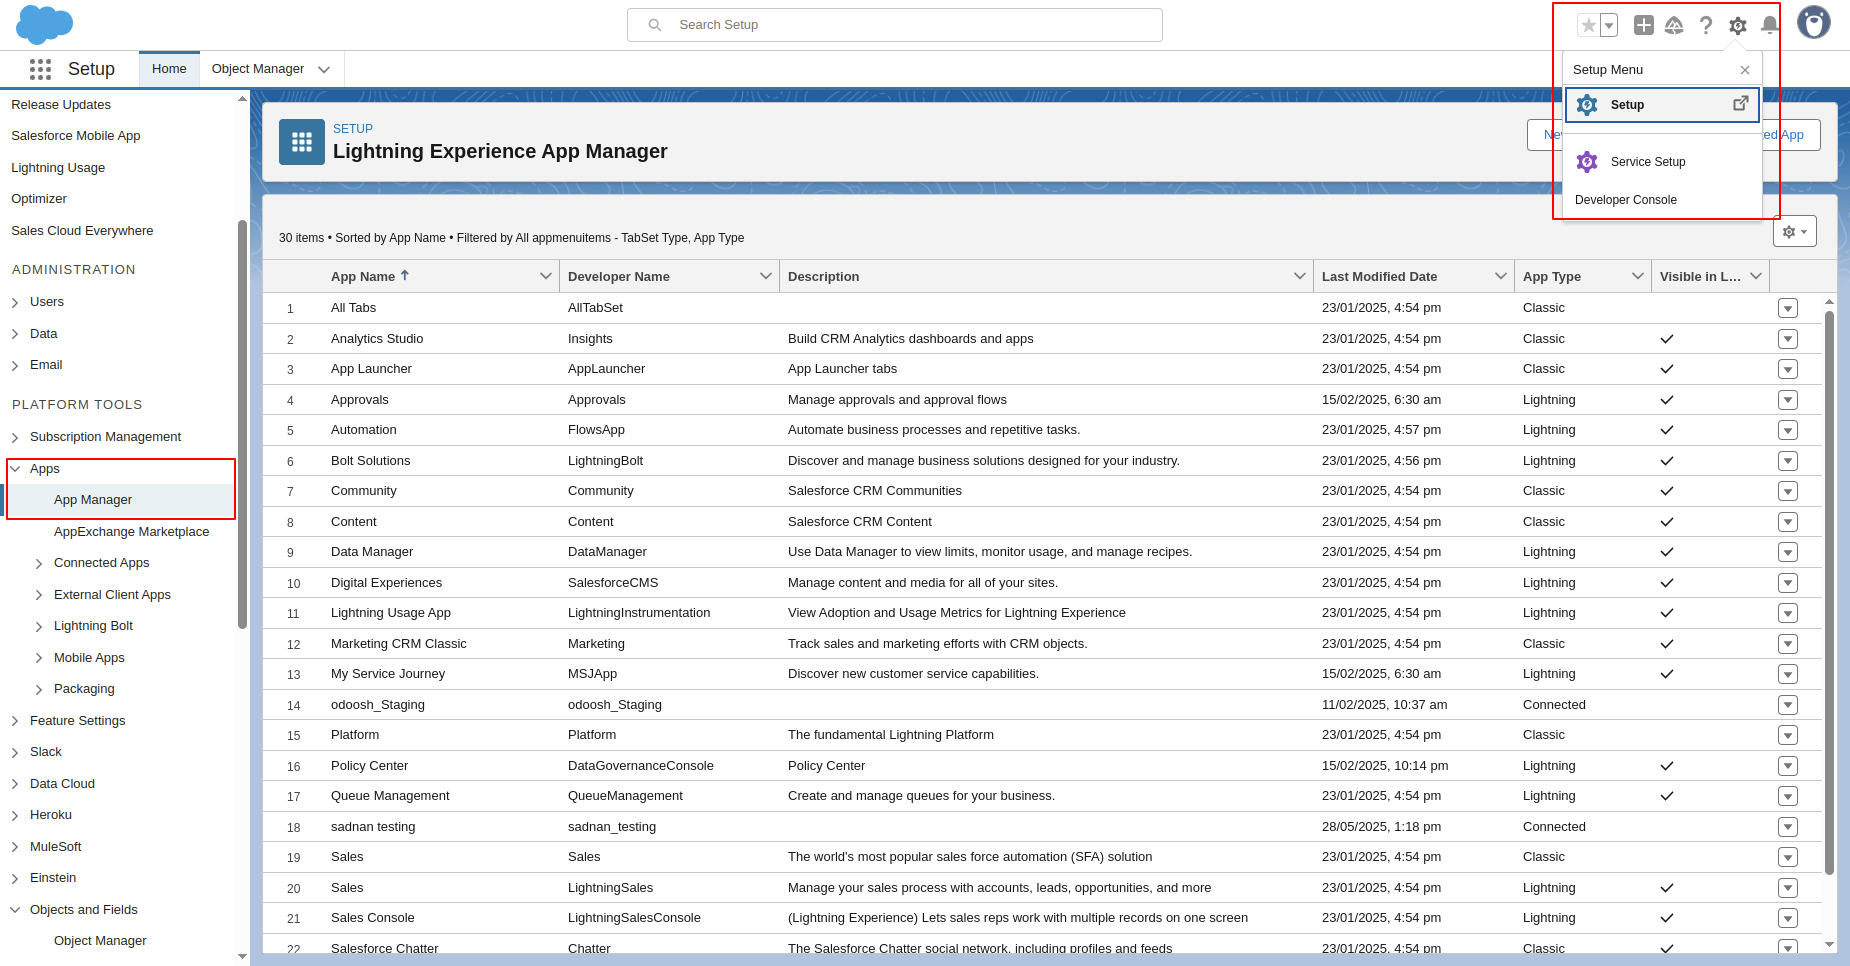 Search Setup
Setup
Home
Object Manager
Setup Menu
Setup
Service Setup
Developer Console
Release Updates
Salesforce Mobile App
Lightning Usage
Optimizer
Sales Cloud Everywhere
ADMINISTRATION
Users
Data
Email
PLATFORM TOOLS
Subscription Management
Apps
App Manager
AppExchange Marketplace
Connected Apps
External Client Apps
Lightning Bolt
Mobile Apps
Packaging
Feature Settings
Slack
Data Cloud
Heroku
MuleSoft
Einstein
Objects and Fields
Object Manager
SETUP
Lightning Experience App Manager
App
30 items • Sorted by App Name • Filtered by All appmenuitems - TabSet Type, App Type
App Name Developer Name Description Last Modified Date App Type Visible in L...
1 All Tabs AllTabSet 23/01/2025, 4:54 pm Classic
2 Analytics Studio Insights Build CRM Analytics dashboards and apps 23/01/2025, 4:54 pm Classic
3 App Launcher AppLauncher App Launcher tabs 23/01/2025, 4:54 pm Classic
4 Approvals Approvals Manage approvals and approval flows 15/02/2025, 6:30 am Lightning
5 Automation FlowsApp Automate business processes and repetitive tasks. 23/01/2025, 4:57 pm Lightning
6 Bolt Solutions LightningBolt Discover and manage business solutions designed for your industry. 23/01/2025, 4:56 pm Lightning
7 Community Community Salesforce CRM Communities 23/01/2025, 4:54 pm Classic
8 Content Content Salesforce CRM Content 23/01/2025, 4:54 pm Classic
9 Data Manager DataManager Use Data Manager to view limits, monitor usage, and manage recipes. 23/01/2025, 4:54 pm Lightning
10 Digital Experiences SalesforceCMS Manage content and media for all of your sites. 23/01/2025, 4:54 pm Lightning
11 Lightning Usage App LightningInstrumentation View Adoption and Usage Metrics for Lightning Experience 23/01/2025, 4:54 pm Lightning
12 Marketing CRM Classic Marketing Track sales and marketing efforts with CRM objects. 23/01/2025, 4:54 pm Classic
13 My Service Journey MSJApp Discover new customer service capabilities. 15/02/2025, 6:30 am Lightning
14 odoosh_Staging odoosh_Staging 11/02/2025, 10:37 am Connected
15 Platform Platform The fundamental Lightning Platform 23/01/2025, 4:54 pm Classic
16 Policy Center DataGovernanceConsole Policy Center 15/02/2025, 10:14 pm Lightning
17 Queue Management QueueManagement Create and manage queues for your business. 23/01/2025, 4:54 pm Lightning
18 sadnan testing sadnan_testing 28/05/2025, 1:18 pm Connected
19 Sales Sales The world's most popular sales force automation (SFA) solution 23/01/2025, 4:54 pm Classic
20 Sales LightningSales Manage your sales process with accounts, leads, opportunities, and more 23/01/2025, 4:54 pm Lightning
21 Sales Console LightningSalesConsole (Lightning Experience) Lets sales reps work with multiple records on one screen 23/01/2025, 4:54 pm Lightning
22 Salesforce Chatter Chatter The Salesforce Chatter social network, including profiles and feeds 23/01/2025, 4:54 pm Classic